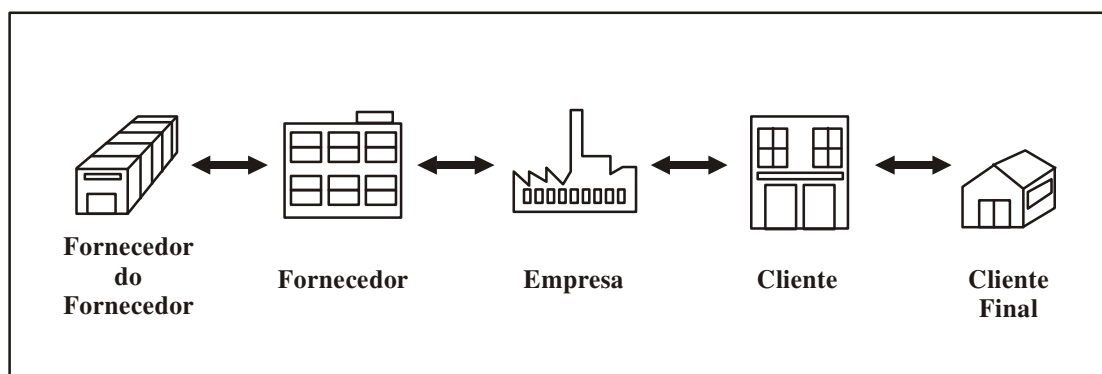 Fornecedor
do
Fornecedor
Fornecedor
Empresa
Cliente
Cliente
Final